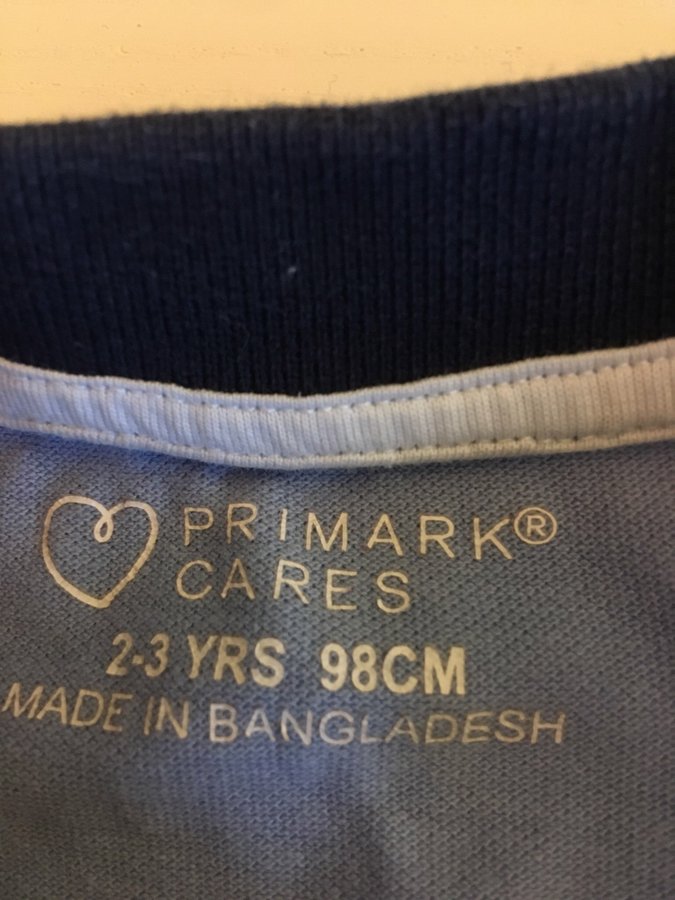 PRIMARK®
CARES
2-3 YRS 98CM
MADE IN BANGLADESH